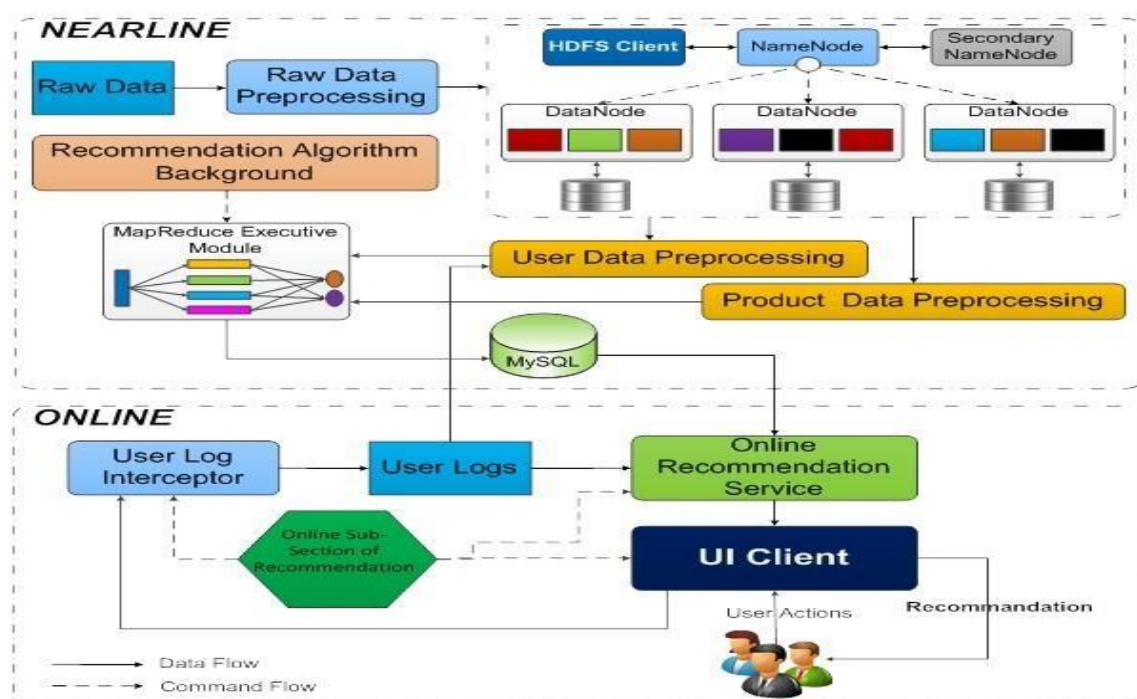 NEARLINE
HDFS Client
NameNode
Secondary
NameNode
Raw Data
Raw Data
Preprocessing
DataNode
DataNode
DataNode
Recommendation Algorithm
Background
MapReduce Executive
Module
User Data Preprocessing
Product Data Preprocessing
MySQL
ONLINE
User Log
Interceptor
User Logs
Online
Recommendation
Service
Online Sub-
Section of
Recommendation
UI Client
User Actions
Recommandation
Data Flow
Command Flow